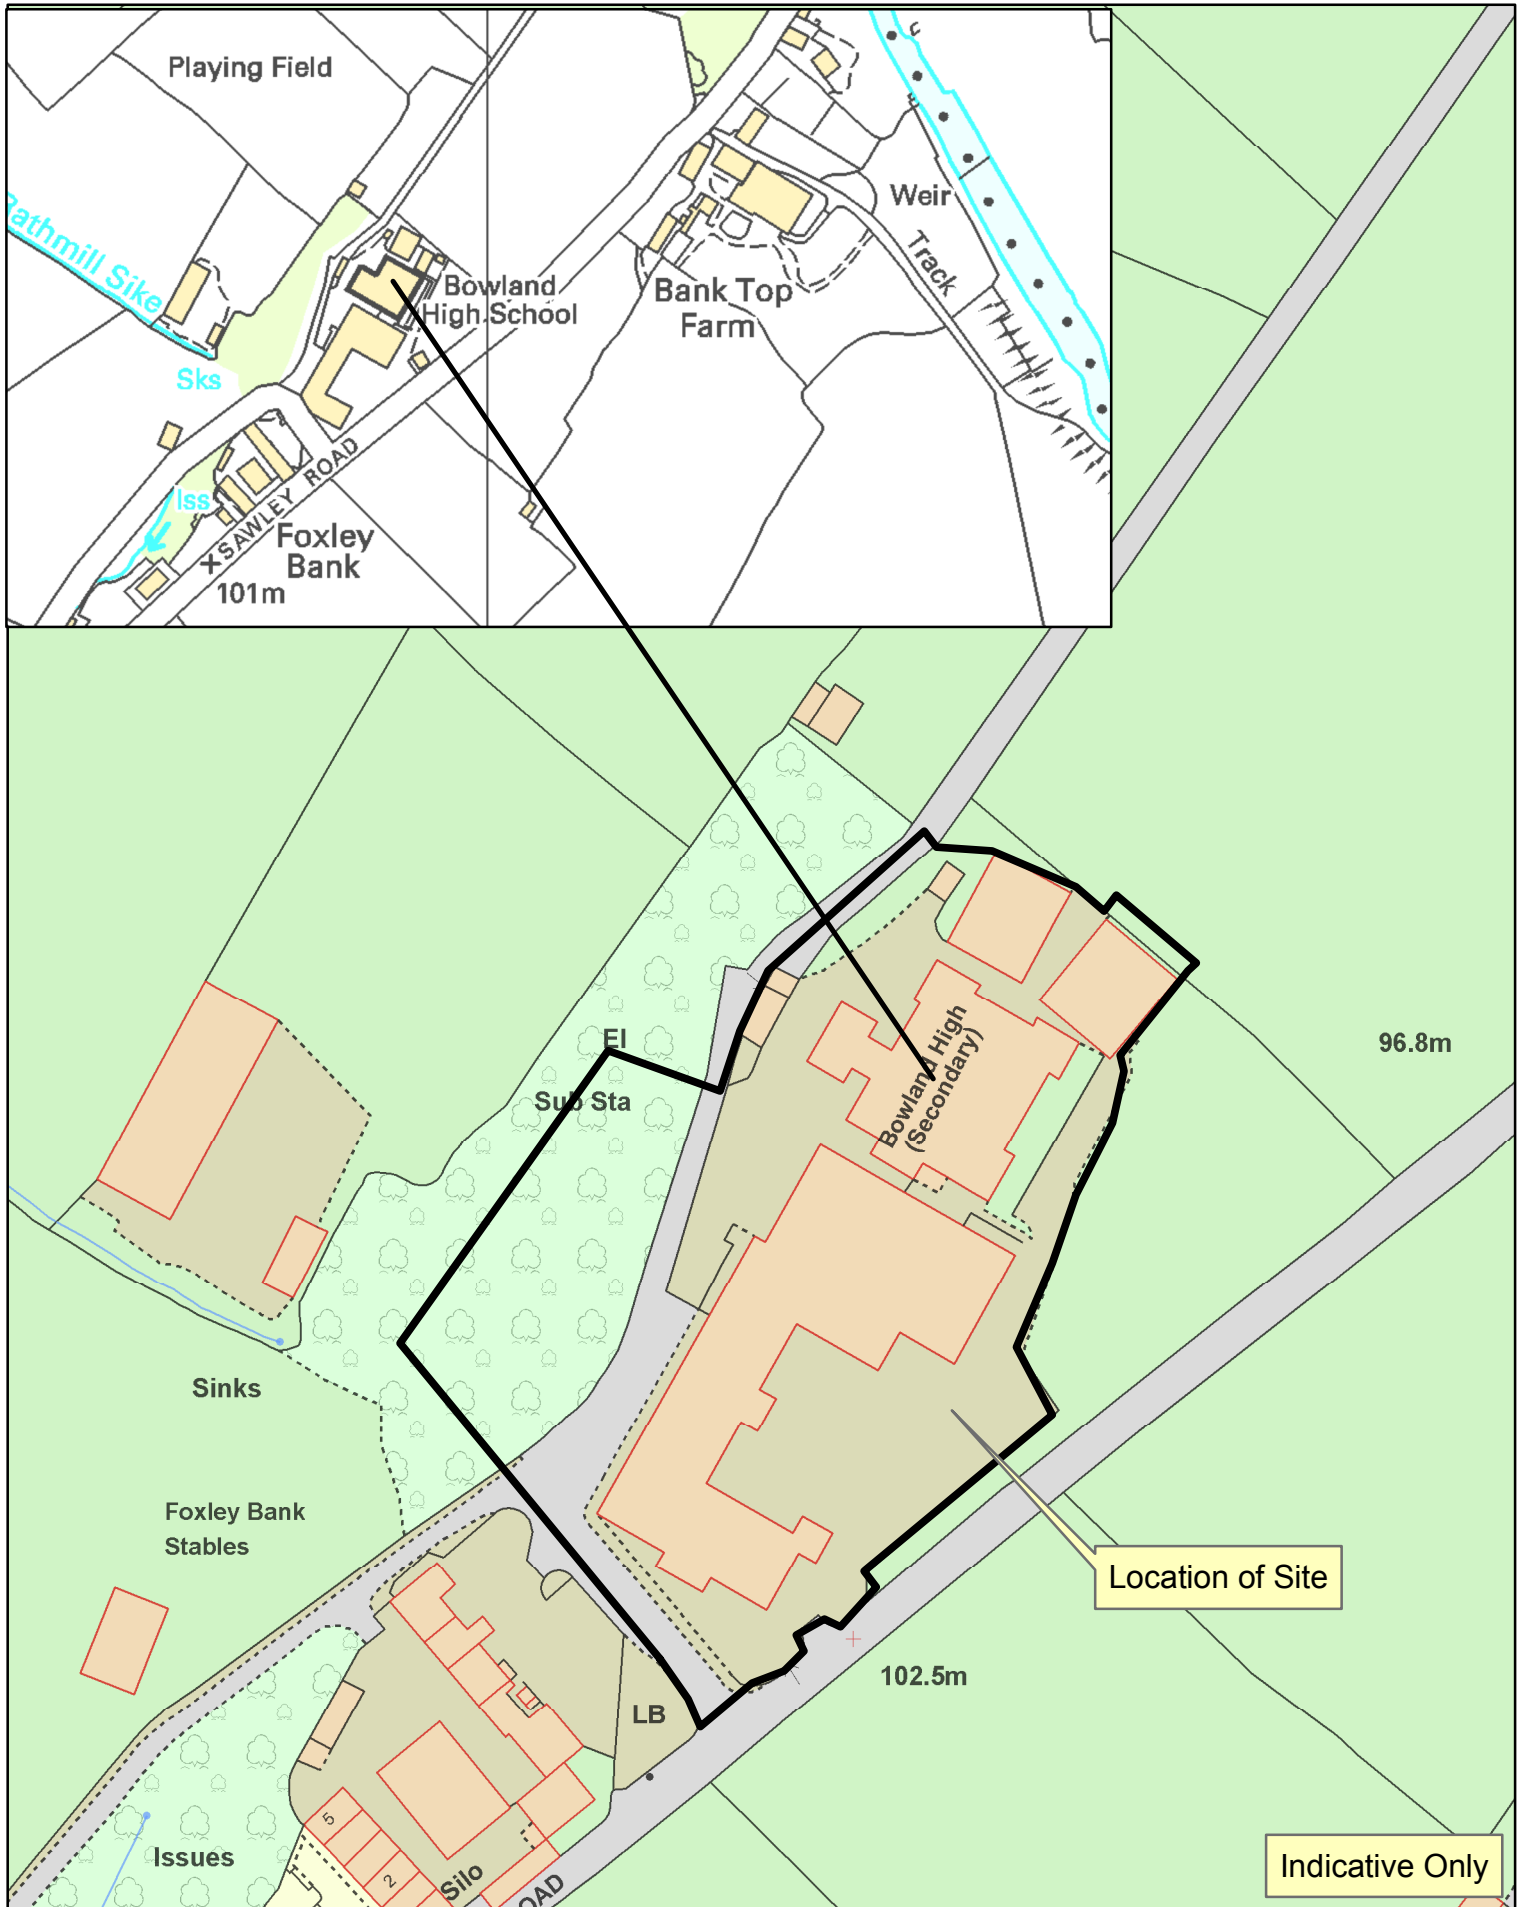 Playing Field
Weir
Track
Bathmill Sike
Bowland
High School
Bank Top
Farm
Sks
Iss
SAWLEY ROAD
Foxley
Bank
101m
El
Sub Sta
Bowland High
(Secondary)
96.8m
Sinks
Foxley Bank
Stables
Location of Site
102.5m
LB
5
2
Issues
Silo
OAD
Indicative Only